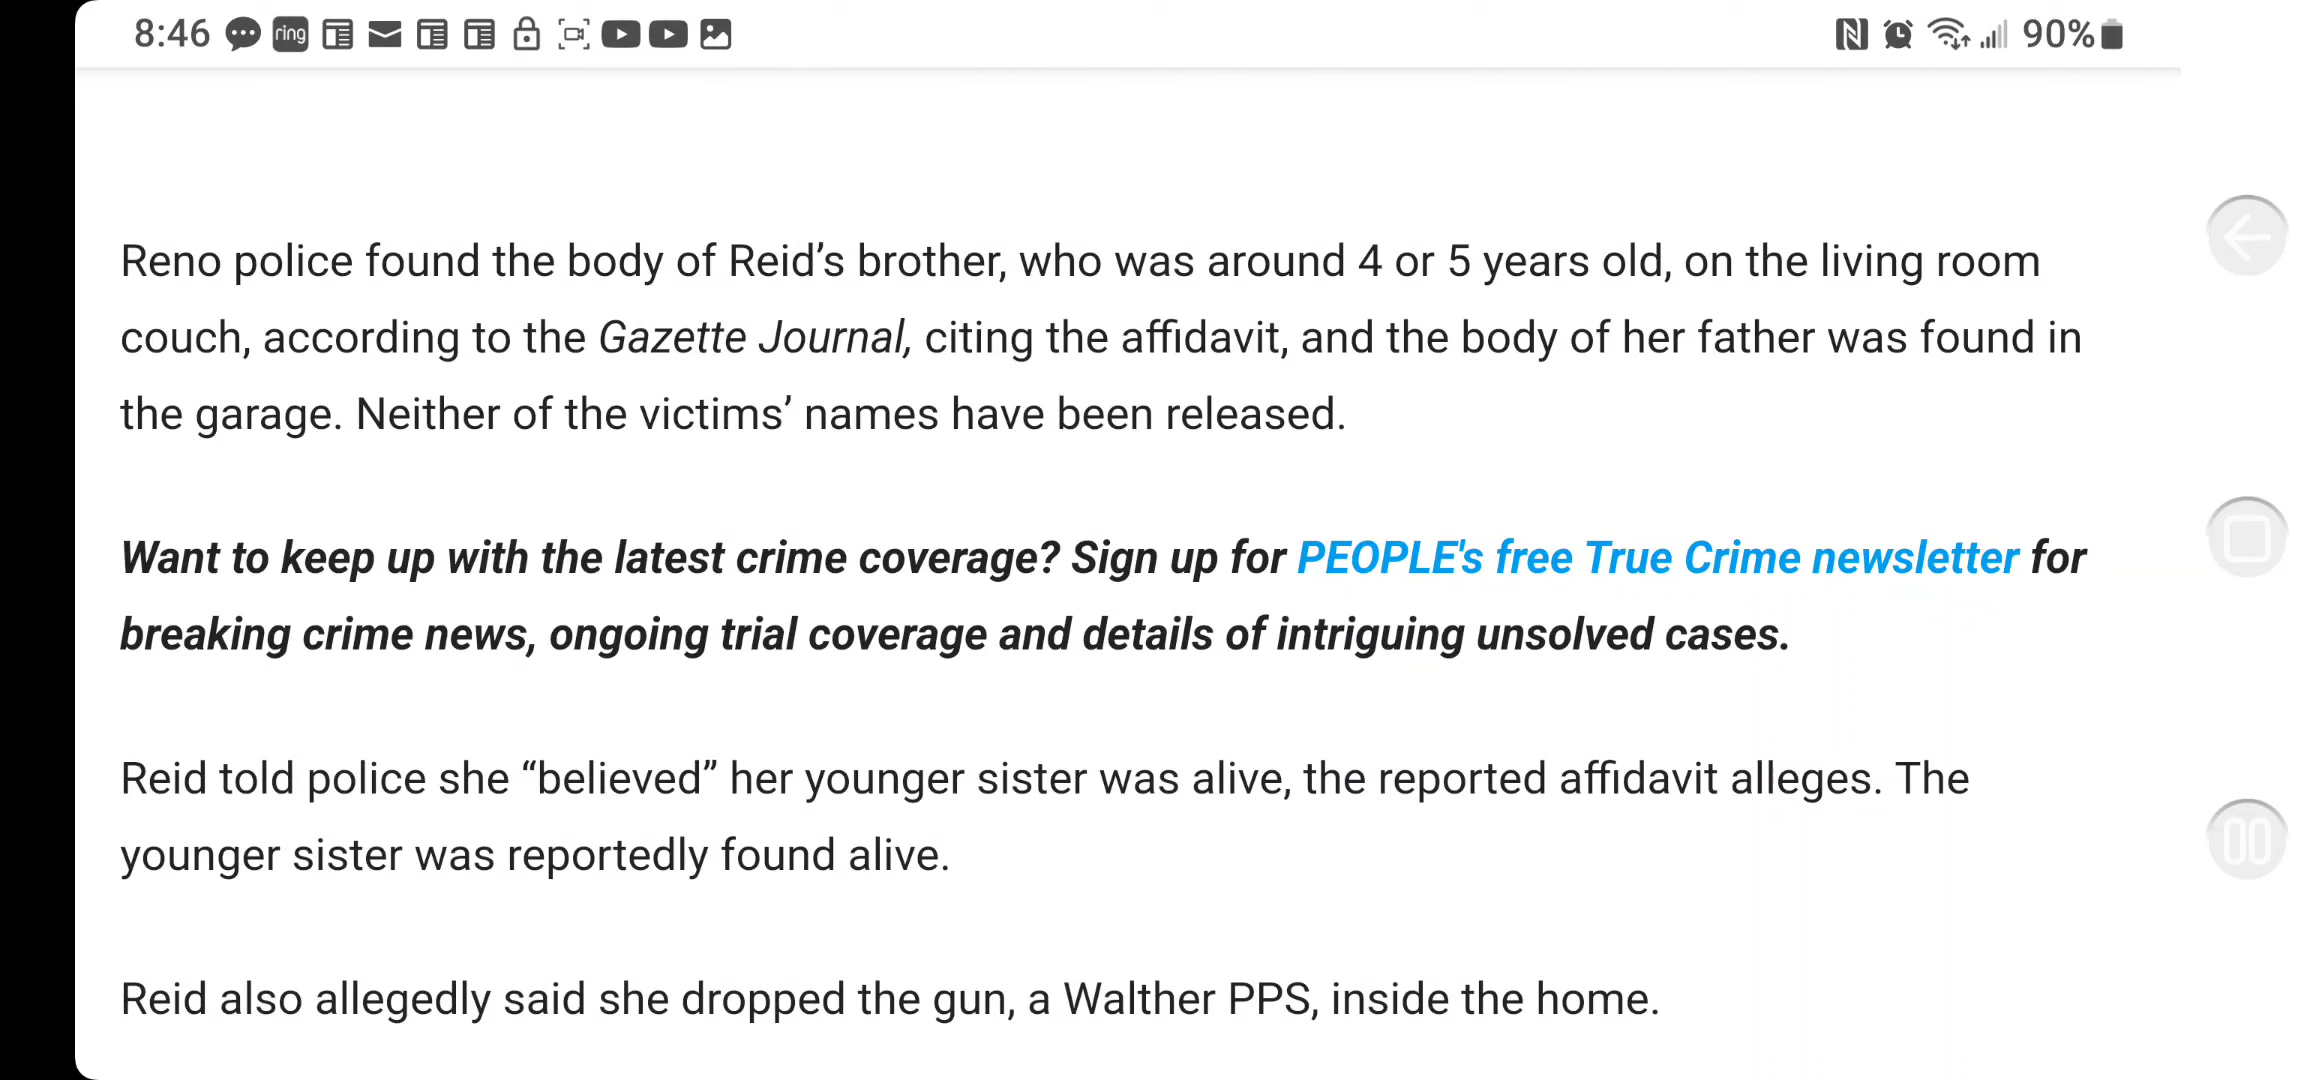 8:46 ring 90%
Reno police found the body of Reid’s brother, who was around 4 or 5 years old, on the living room
couch, according to the Gazette Journal, citing the affidavit, and the body of her father was found in
the garage. Neither of the victims’ names have been released.
Want to keep up with the latest crime coverage? Sign up for PEOPLE's free True Crime newsletter for
breaking crime news, ongoing trial coverage and details of intriguing unsolved cases.
Reid told police she “believed” her younger sister was alive, the reported affidavit alleges. The
younger sister was reportedly found alive.
Reid also allegedly said she dropped the gun, a Walther PPS, inside the home.